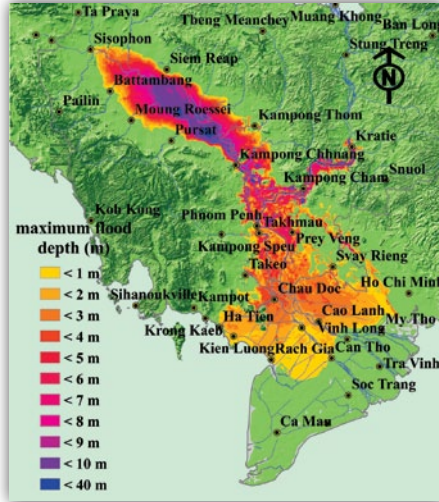 Ta Praya
Tbeng Meanchey
Muang Khong
Ban Long
Sisophon
Stung Treng
Siem Reap
N
Battambang
Pailin
Moung Roessei
Kampong Thom
Pursat
Kratie
Kampong Chhnang
Snuol
Kampong Cham
Koh Kung
Phnom Penh
Takhmau
maximum flood
depth (m)
Kampong Speu
Prey Veng
Takeo
Svay Rieng
< 1 m
Ho Chi Minh
< 2 m
Sihanoukville
Kampot
Chau Doc
< 3 m
Ha Tien
Cao Lanh
My Tho
< 4 m
Krong Kaeb
Vinh Long
< 5 m
Kien Luong
Rach Gia
Can Tho
< 6 m
Tra Vinh
< 7 m
Soc Trang
< 8 m
< 9 m
Ca Mau
< 10 m
< 40 m